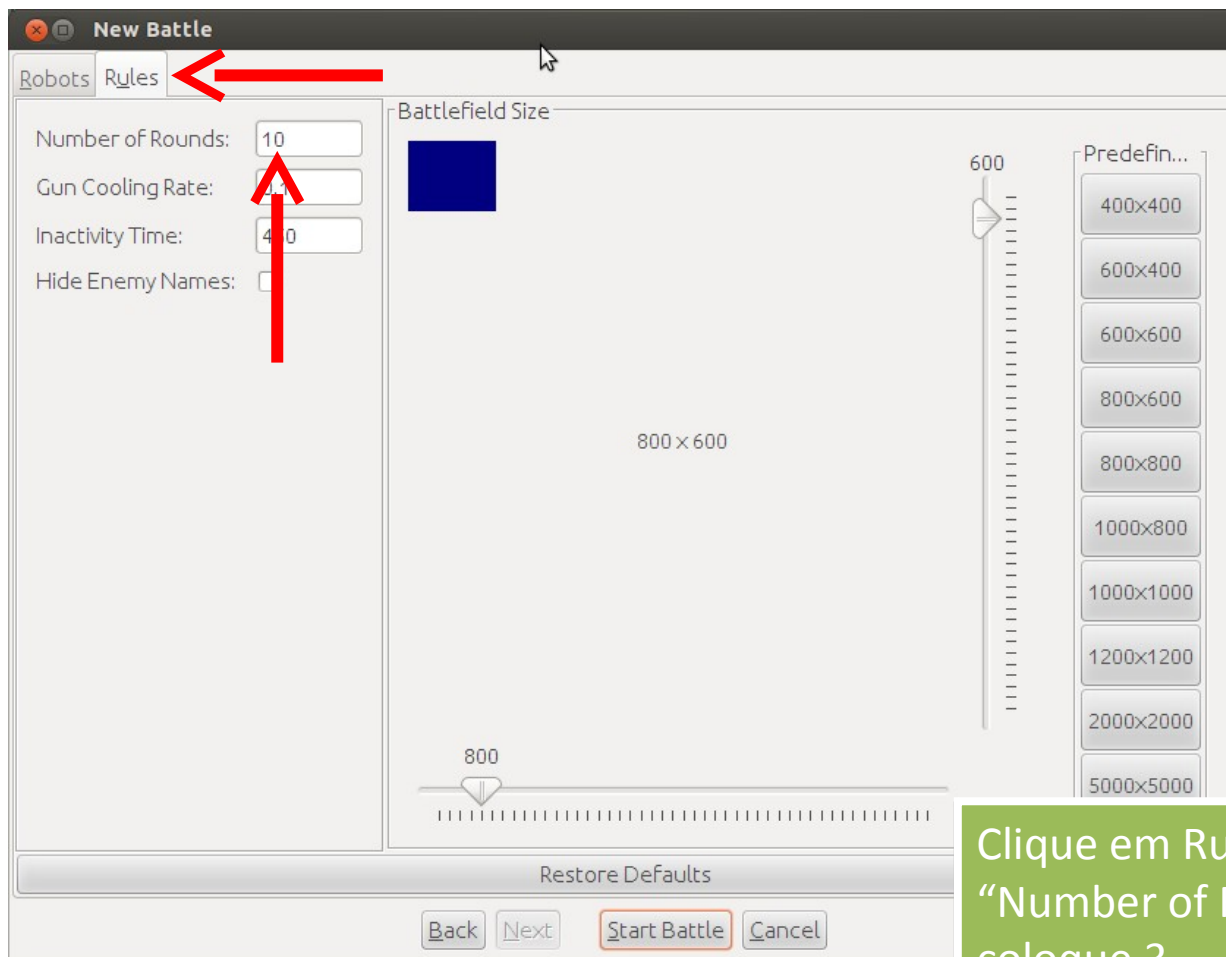 New Battle
Robots Rules
Number of Rounds: 10
Gun Cooling Rate:
Inactivity Time:
Hide Enemy Names:
Battlefield Size
800 x 600
600
800
Predefin...
400x400
600x400
600x600
800x600
800x800
1000x800
1000x1000
1200x1200
2000x2000
5000x5000
Restore Defaults
Back Next Start Battle Cancel
Clique em
"Number of